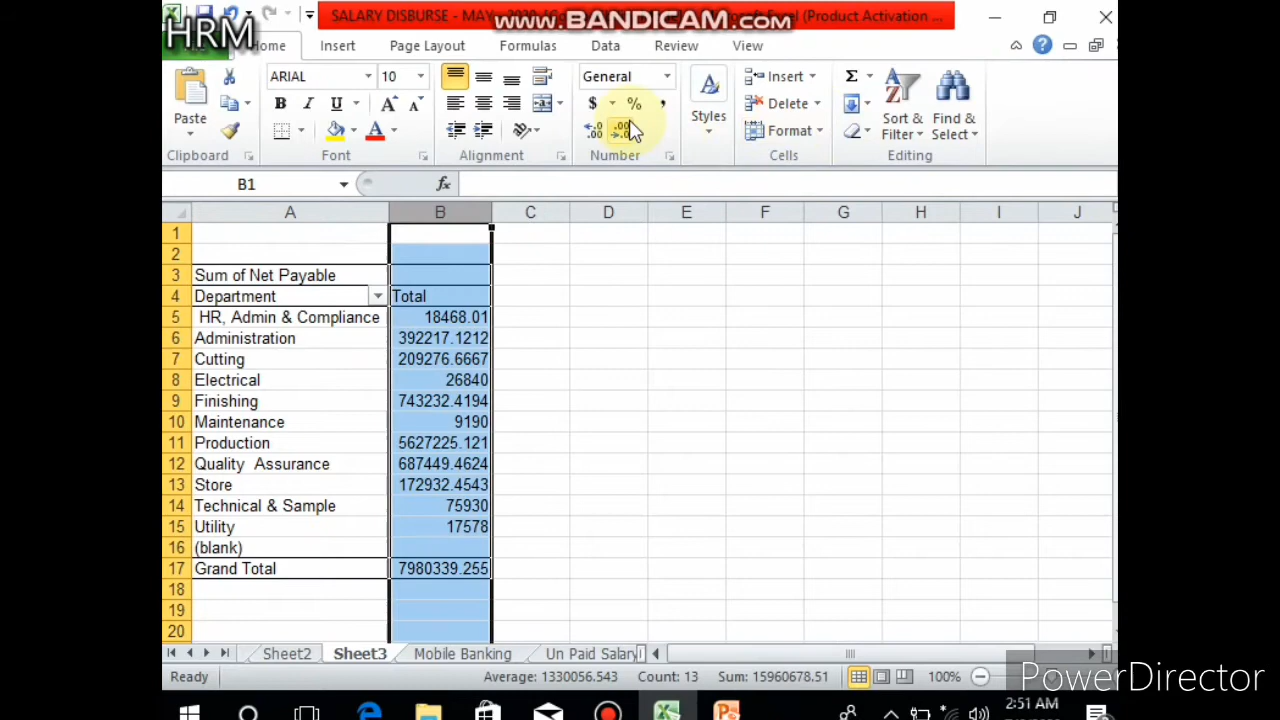 SALARY DISBURSE - MAY
(Product Activation ...
www.BANDICAM.com
HRM
Home Insert Page Layout Formulas Data Review View
ARIAL 10 General
Paste Styles Insert Delete Format Sort & Filter Find & Select
Clipboard Font Alignment Number Cells Editing
B1 fx
A B C D E F G H I J
1
2
3 Sum of Net Payable
4 Department Total
5 HR, Admin & Compliance 18468.01
6 Administration 392217.1212
7 Cutting 209276.6667
8 Electrical 26840
9 Finishing 743232.4194
10 Maintenance 9190
11 Production 5627225.121
12 Quality Assurance 687449.4624
13 Store 172932.4543
14 Technical & Sample 75930
15 Utility 17578
16 (blank)
17 Grand Total 7980339.255
18
19
20
Sheet2 Sheet3 Mobile Banking Un Paid Salary
Ready Average: 1330056.543 Count: 13 Sum: 15960678.51 100%
PowerDirector
2:51 AM